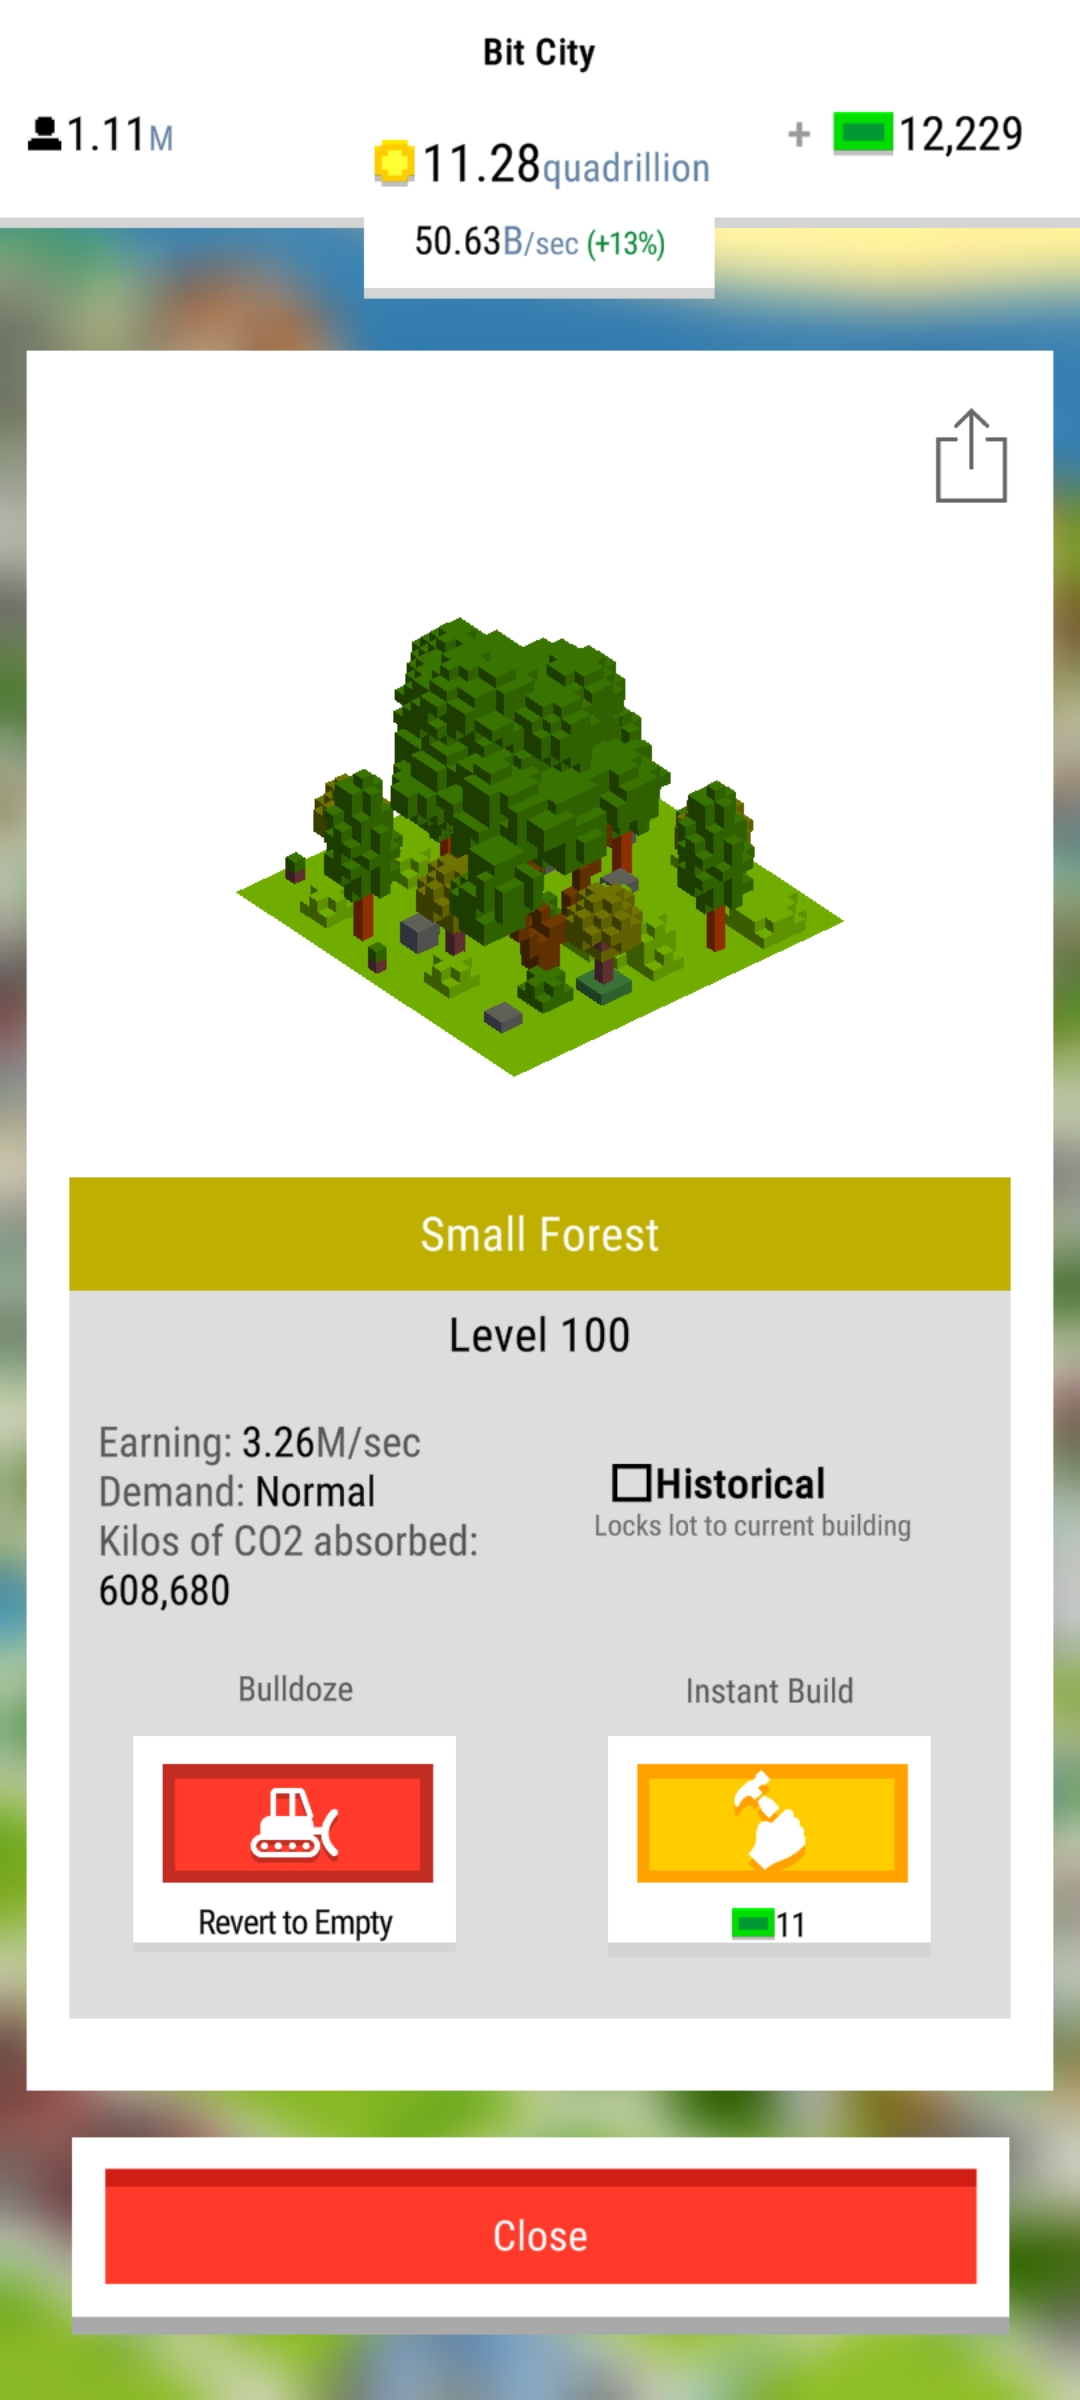 Bit City
1.11M
11.28quadrillion
+ 12,229
50.63B/sec (+13%)
Small Forest
Level 100
Earning: 3.26M/sec
Demand: Normal
Kilos of CO2 absorbed:
608,680
Historical
Locks lot to current building
Bulldoze
Revert to Empty
Instant Build
11
Close